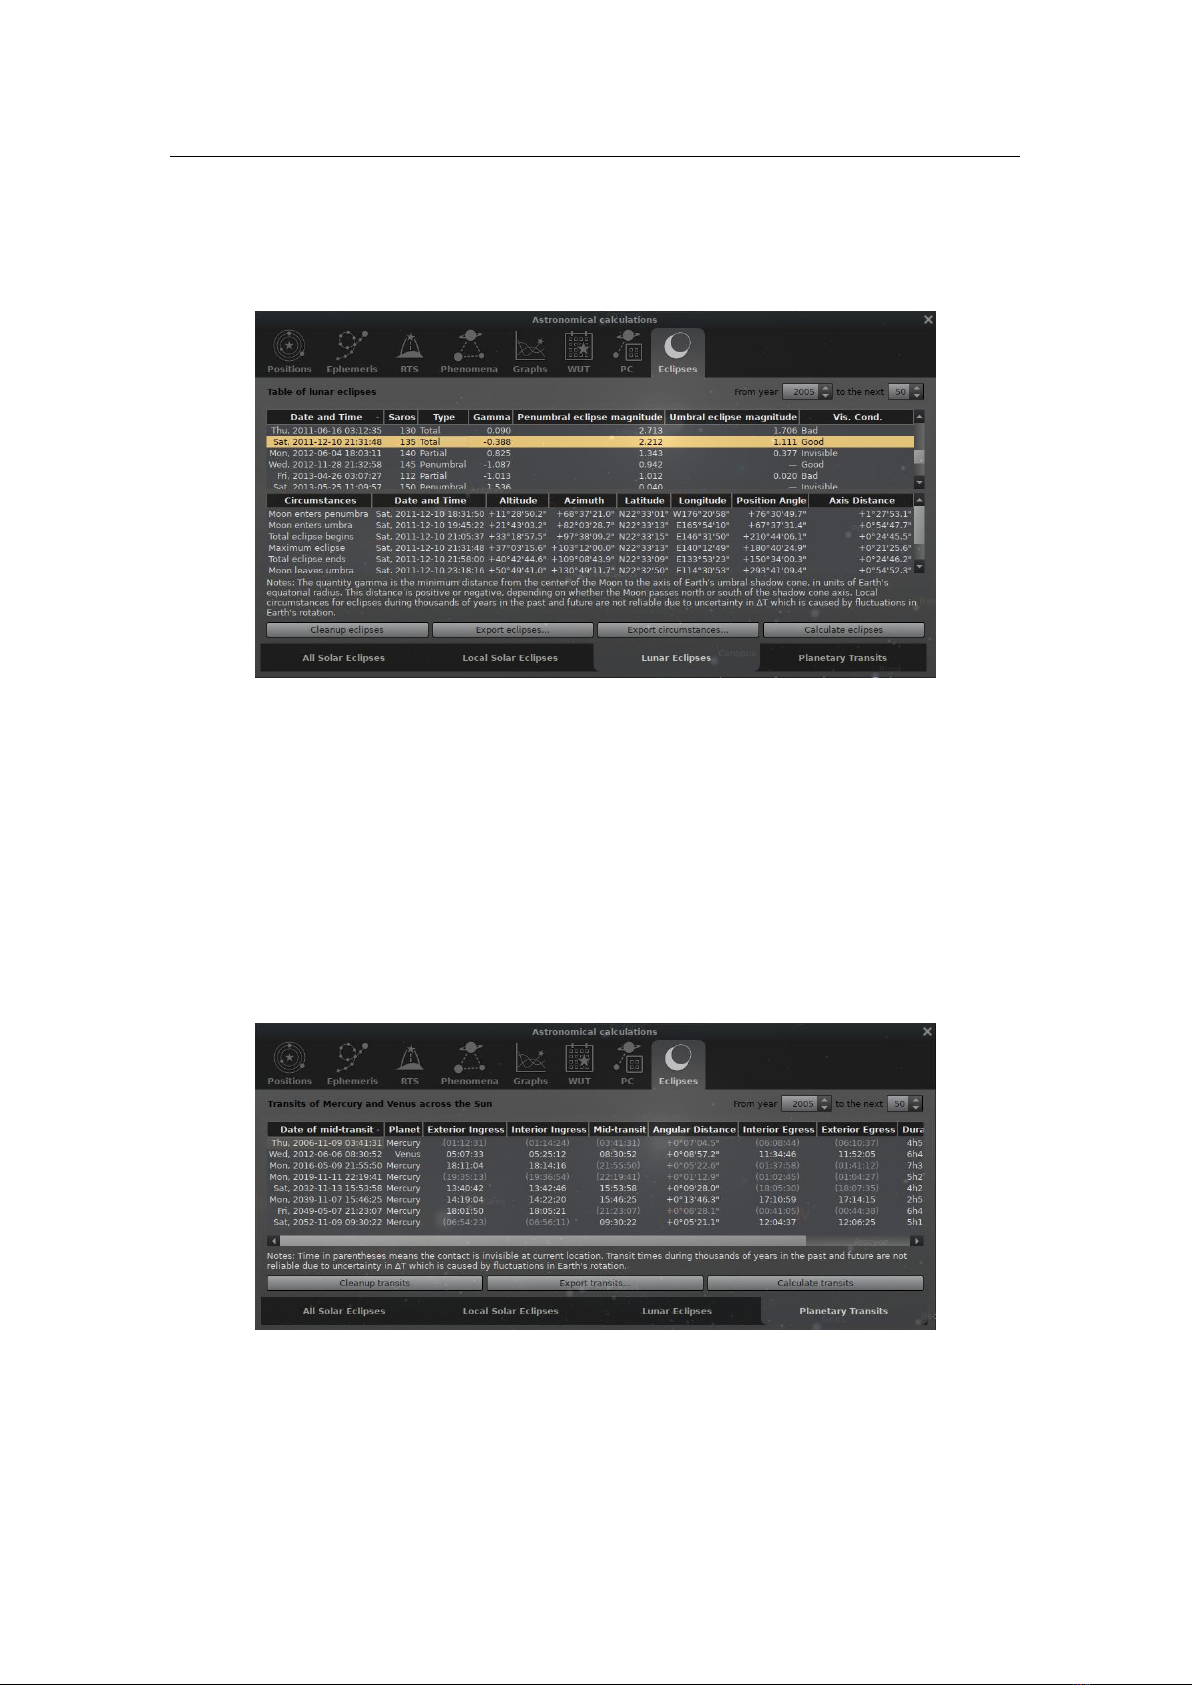 Astronomical calculations
Positions Ephemeris RTS Phenomena Graphs WUT PC Eclipses
Table of lunar eclipses From year 2005 to the next 50
Date and Time Saros Type Gamma Penumbral eclipse magnitude Umbral eclipse magnitude Vis. Cond.
Thu, 2011-06-16 03:12:35 130 Total 0.090 2.713 1.706 Bad
Sat, 2011-12-10 21:31:48 135 Total -0.388 2.212 1.111 Good
Mon, 2012-06-04 18:03:11 140 Partial 0.825 1.343 0.377 Invisible
Wed, 2012-11-28 21:32:58 145 Penumbral -1.087 0.942 — Good
Fri, 2013-04-26 03:07:27 112 Partial -1.013 1.012 0.020 Bad
Sat, 2013-05-25 11:09:57 150 Penumbral -1.536 0.040 — Invisible
Circumstances Date and Time Altitude Azimuth Latitude Longitude Position Angle Axis Distance
Moon enters penumbra Sat, 2011-12-10 18:31:50 +11°28'50.2" +68°37'21.0" N22°33'01" W176°20'58" +76°30'49.7" +1°27'53.1"
Moon enters umbra Sat, 2011-12-10 19:45:22 +21°43'03.2" +82°03'28.7" N22°33'13" E165°54'10" +67°37'31.4" +0°54'47.7"
Total eclipse begins Sat, 2011-12-10 21:05:37 +33°18'57.5" +97°38'09.2" N22°33'15" E146°31'50" +210°44'06.1" +0°24'45.5"
Maximum eclipse Sat, 2011-12-10 21:31:48 +37°03'15.6" +103°12'00.0" N22°33'13" E140°12'49" +180°40'24.9" +0°21'25.6"
Total eclipse ends Sat, 2011-12-10 21:58:00 +40°42'44.6" +109°08'43.9" N22°33'09" E133°53'23" +150°34'00.3" +0°24'46.2"
Moon leaves umbra Sat, 2011-12-10 23:18:16 +50°49'41.0" +130°49'11.7" N22°32'50" E114°30'53" +293°41'09.4" +0°54'52.3"
Notes: The quantity gamma is the minimum distance from the center of the Moon to the axis of Earth's umbral shadow cone, in units of Earth's
equatorial radius. This distance is positive or negative, depending on whether the Moon passes north or south of the shadow cone axis. Local
circumstances for eclipses during thousands of years in the past and future are not reliable due to uncertainty in ΔT which is caused by fluctuations in
Earth's rotation.
Cleanup eclipses Export eclipses... Export circumstances... Calculate eclipses
All Solar Eclipses Local Solar Eclipses Lunar Eclipses Canopus Planetary Transits
Astronomical calculations
Positions Ephemeris RTS Phenomena Graphs WUT PC Eclipses
Transits of Mercury and Venus across the Sun From year 2005 to the next 50
Date of mid-transit Planet Exterior Ingress Interior Ingress Mid-transit Angular Distance Interior Egress Exterior Egress Dura
Thu, 2006-11-09 03:41:31 Mercury (01:12:31) (01:14:24) (03:41:31) +0°07'04.5" (06:08:44) (06:10:37) 4h5
Wed, 2012-06-06 08:30:52 Venus 05:07:33 05:25:12 08:30:52 +0°08'57.2" 11:34:46 11:52:05 6h4
Mon, 2016-05-09 21:55:50 Mercury 18:11:04 18:14:16 (21:55:50) +0°05'22.6" (01:37:58) (01:41:12) 7h3
Mon, 2019-11-11 22:19:41 Mercury (19:35:13) (19:36:54) (22:19:41) +0°01'12.9" (01:02:45) (01:04:27) 5h2
Sat, 2032-11-13 15:53:58 Mercury 13:40:42 13:42:46 15:53:58 +0°09'28.0" (18:05:30) (18:07:35) 4h2
Mon, 2039-11-07 15:46:25 Mercury 14:19:04 14:22:20 15:46:25 +0°13'46.3" 17:10:59 17:14:15 2h5
Fri, 2049-05-07 21:23:07 Mercury 18:01:50 18:05:21 (21:23:07) +0°08'28.1" (00:41:05) (00:44:38) 6h4
Sat, 2052-11-09 09:30:22 Mercury (06:54:23) (06:56:11) 09:30:22 +0°05'21.1" 12:04:37 12:06:25 5h1
Notes: Time in parentheses means the contact is invisible at current location. Transit times during thousands of years in the past and future are not
reliable due to uncertainty in ΔT which is caused by fluctuations in Earth's rotation.
Cleanup transits Export transits... Calculate transits
All Solar Eclipses Local Solar Eclipses Lunar Eclipses Planetary Transits